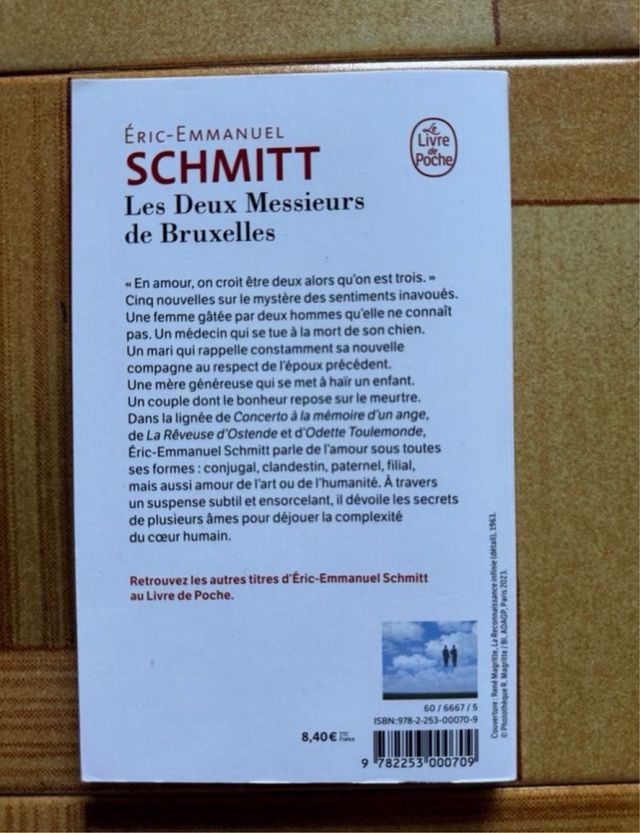 ÉRIC-EMMANUEL
SCHMITT
Les Deux Messieurs
de Bruxelles
Le
Livre
de
Poche
« En amour, on croit être deux alors qu'on est trois. »
Cinq nouvelles sur le mystère des sentiments inavoués.
Une femme gâtée par deux hommes qu'elle ne connaît
pas. Un médecin qui se tue à la mort de son chien.
Un mari qui rappelle constamment sa nouvelle
compagne au respect de l'époux précédent.
Une mère généreuse qui se met à haïr un enfant.
Un couple dont le bonheur repose sur le meurtre.
Dans la lignée de Concerto à la mémoire d'un ange,
de La Rêveuse d'Ostende et d'Odette Toulemonde,
Éric-Emmanuel Schmitt parle de l'amour sous toutes
ses formes : conjugal, clandestin, paternel, filial,
mais aussi amour de l'art ou de l'humanité. À travers
un suspense subtil et ensorcelant, il dévoile les secrets
de plusieurs âmes pour déjouer la complexité
du cœur humain.
Retrouvez les autres titres d'Éric-Emmanuel Schmitt
au Livre de Poche.
Couverture : René Magritte, La Reconnaissance infinie (détail), 1963.
© Photothèque R. Magritte / BI, ADAGP, Paris 2023.
60 / 6667 / 5
ISBN:978-2-253-00070-9
8,40 € TTC
France
9 782253 000709